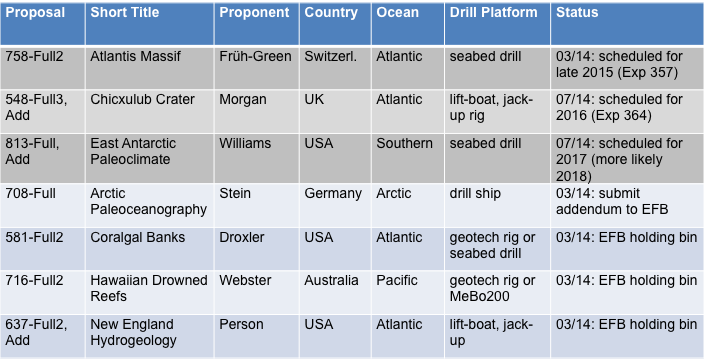 Proposal Short Title Proponent Country Ocean Drill Platform Status
758-Full2 Atlantis Massif Früh-Green Switzerl. Atlantic seabed drill 03/14: scheduled for
late 2015 (Exp 357)
548-Full3, Chicxulub Crater Morgan UK Atlantic lift-boat, jack- 07/14: scheduled for
Add up rig 2016 (Exp 364)
813-Full, East Antarctic Williams USA Southern seabed drill 07/14: scheduled for
Add Paleoclimate 2017 (more likely
2018)
708-Full Arctic Stein Germany Arctic drill ship 03/14: submit
Paleoceanography addendum to EFB
581-Full2 Coralgal Banks Droxler USA Atlantic geotech rig or 03/14: EFB holding bin
seabed drill
716-Full2 Hawaiian Drowned Webster Australia Pacific geotech rig or 03/14: EFB holding bin
Reefs MeBo200
637-Full2, New England Person USA Atlantic lift-boat, jack- 03/14: EFB holding bin
Add Hydrogeology up